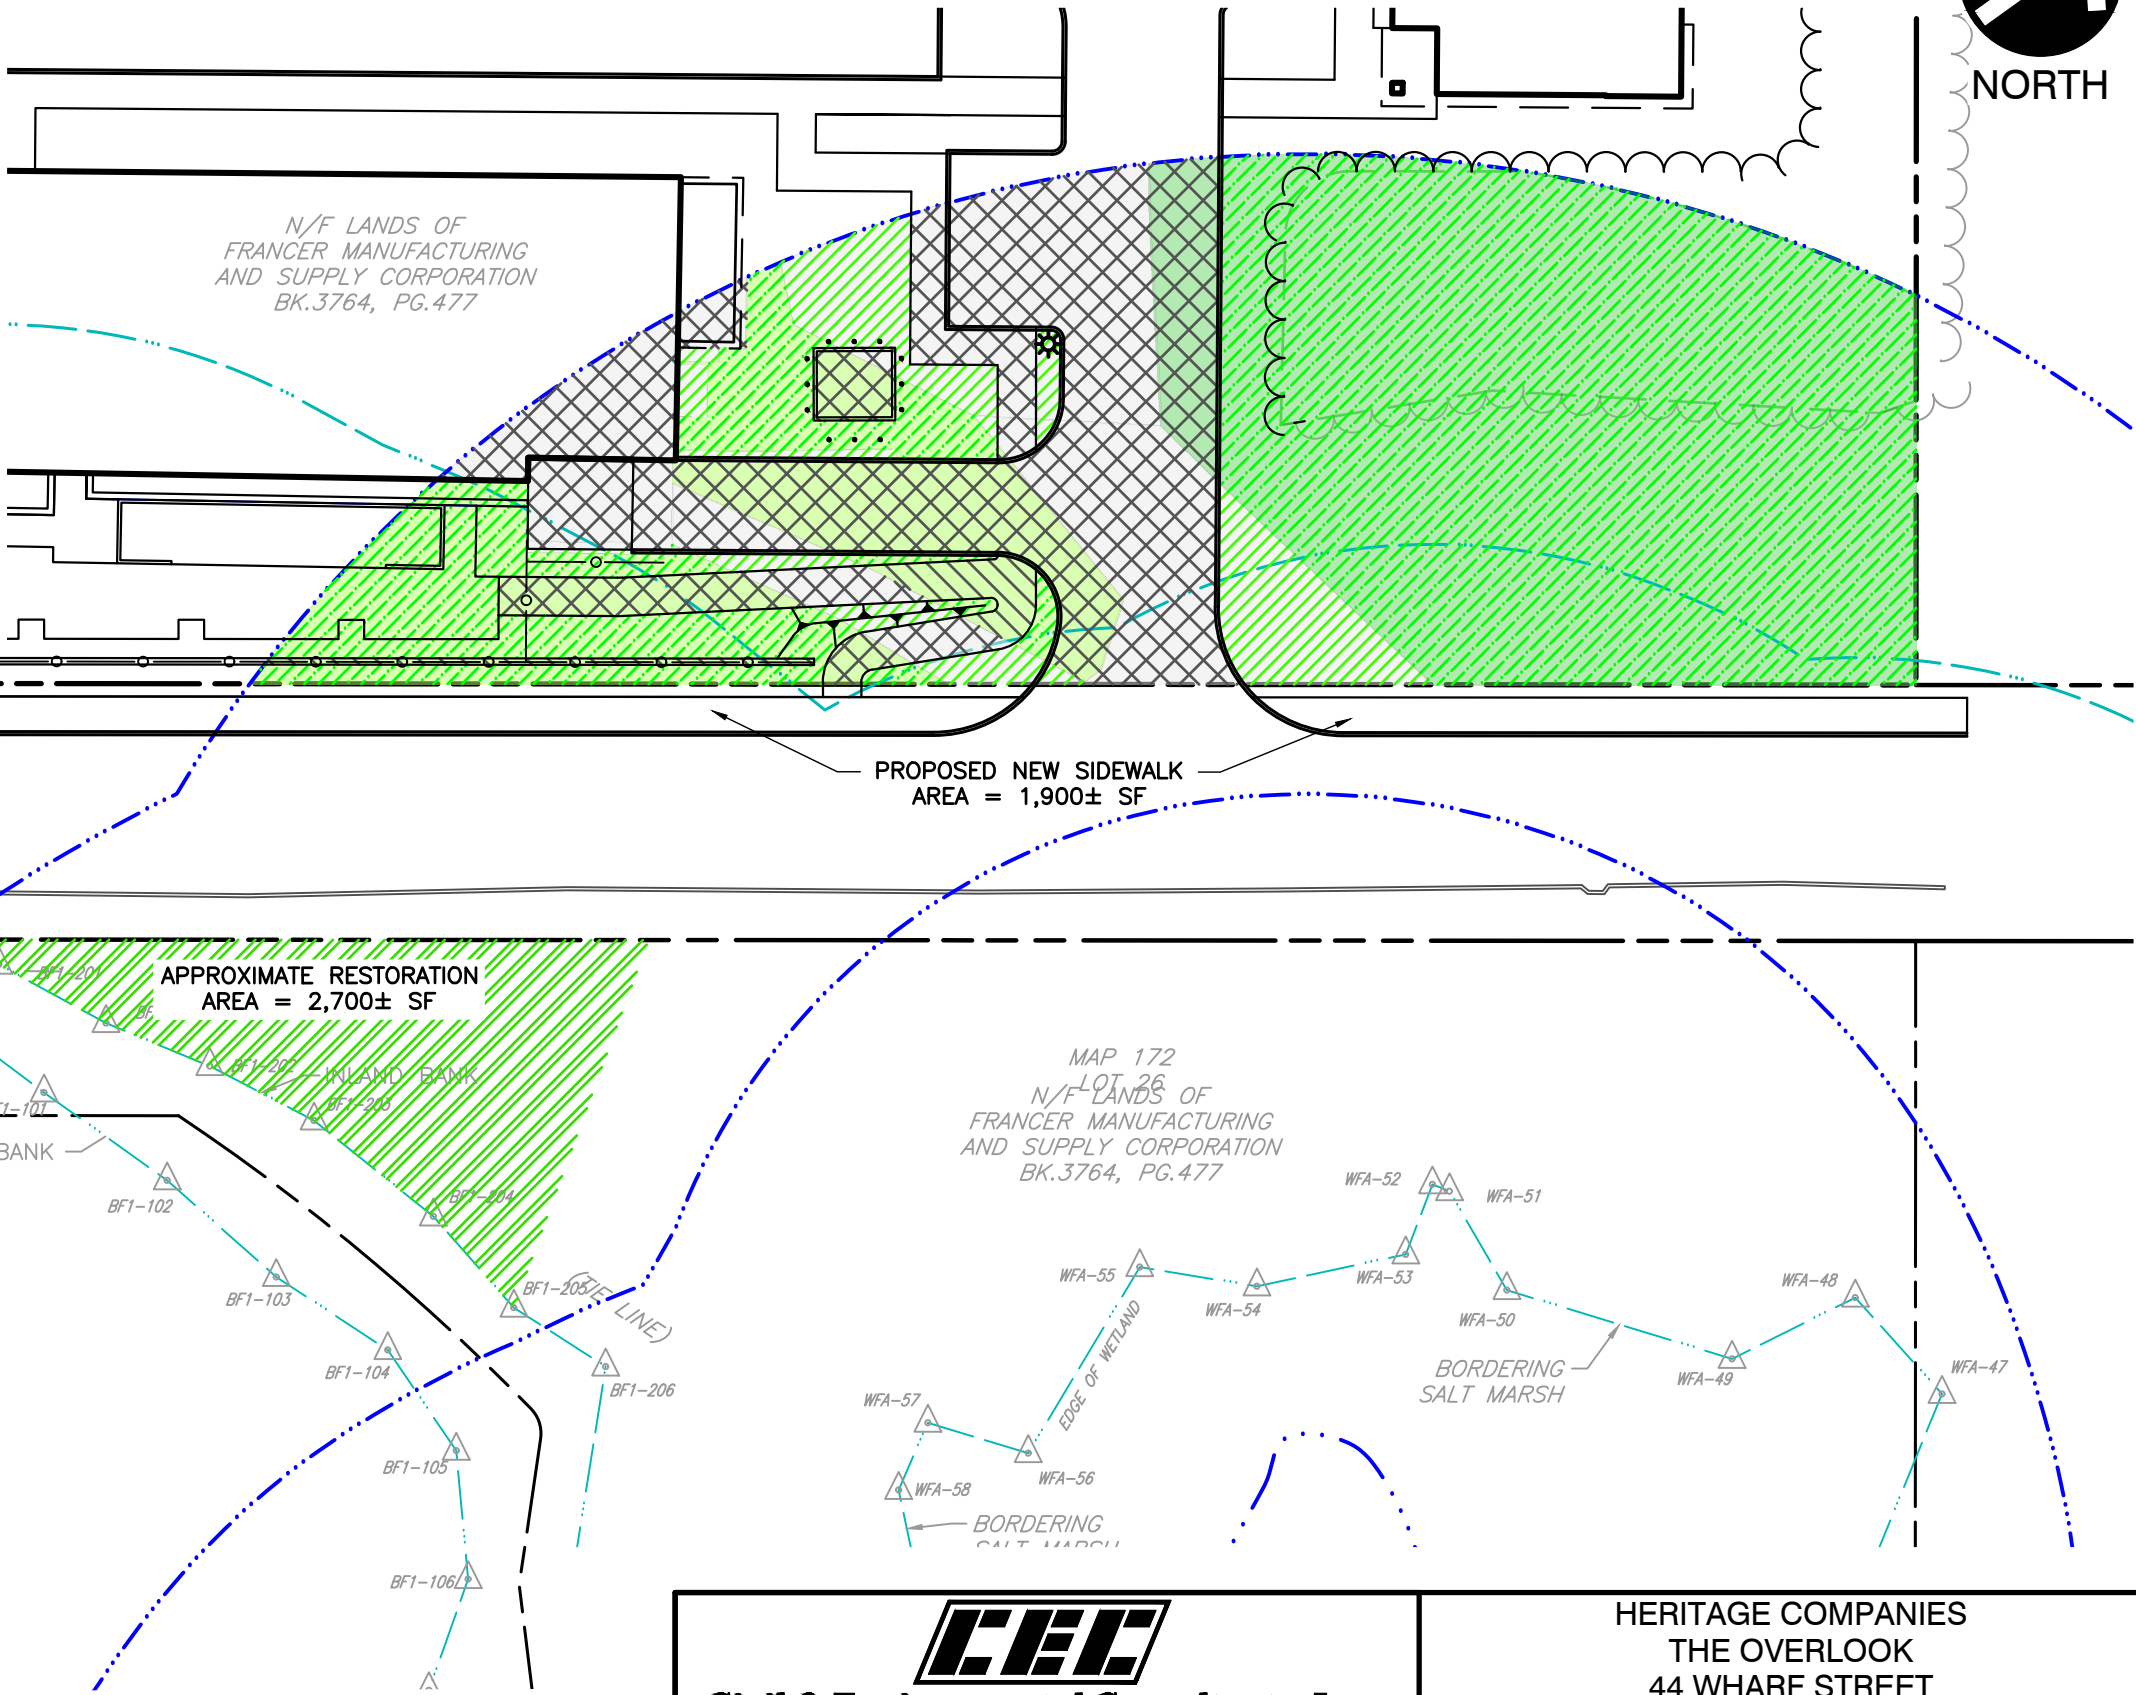 NORTH
N/F LANDS OF
FRANCER MANUFACTURING
AND SUPPLY CORPORATION
BK.3764, PG.477
PROPOSED NEW SIDEWALK
AREA = 1,900± SF
APPROXIMATE RESTORATION
AREA = 2,700± SF
BF1-201
BF
BF1-202
INLAND BANK
BF1-203
F1-101
BANK
BF1-102
BF1-204
BF1-103
BF1-205
(TIE LINE)
BF1-104
BF1-206
BF1-105
BF1-106
MAP 172
LOT 26
N/F LANDS OF
FRANCER MANUFACTURING
AND SUPPLY CORPORATION
BK.3764, PG.477
WFA-52
WFA-51
WFA-55
WFA-53
WFA-54
WFA-50
WFA-48
EDGE OF WETLAND
BORDERING
SALT MARSH
WFA-49
WFA-47
WFA-57
WFA-56
WFA-58
BORDERING
SALT MARSH
CEC
HERITAGE COMPANIES
THE OVERLOOK
44 WHARF STREET